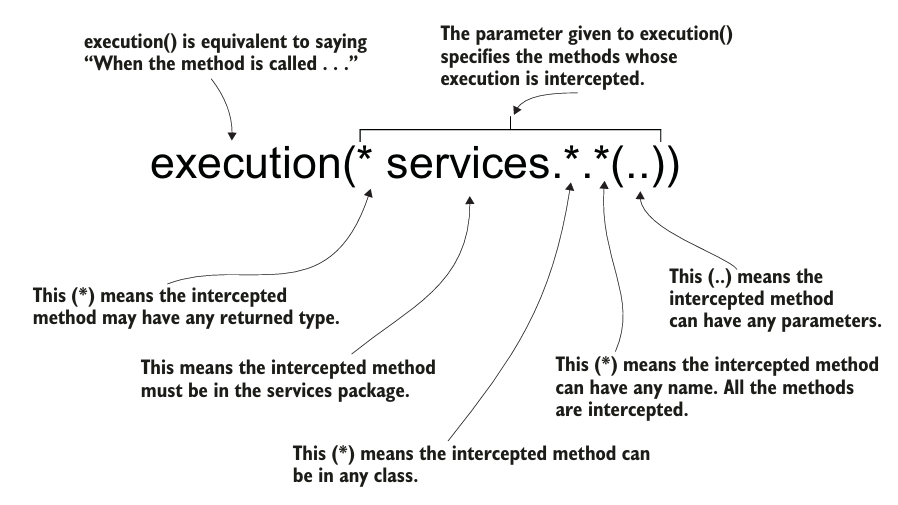 execution() is equivalent to saying
“When the method is called . . .”
The parameter given to execution()
specifies the methods whose
execution is intercepted.
execution(* services.*.*(..))
This (*) means the intercepted
method may have any returned type.
This means the intercepted method
must be in the services package.
This (*) means the intercepted method can
be in any class.
This (*) means the intercepted method
can have any name. All the methods
are intercepted.
This (..) means the
intercepted method
can have any parameters.